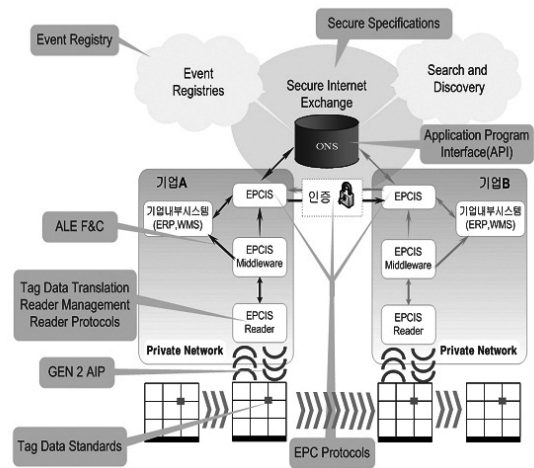 Secure Specifications
Event Registry
Event
Registries
Secure Internet
Exchange
Search and
Discovery
ONS
Application Program
Interface(API)
기업A
EPCIS
인증
EPCIS
기업B
기업내부시스템
(ERP,WMS)
기업내부시스템
(ERP,WMS)
ALE F&C
EPCIS
Middleware
EPCIS
Middleware
Tag Data Translation
Reader Management
Reader Protocols
EPCIS
Reader
EPCIS
Reader
Private Network
Private Network
GEN 2 AIP
Tag Data Standards
EPC Protocols